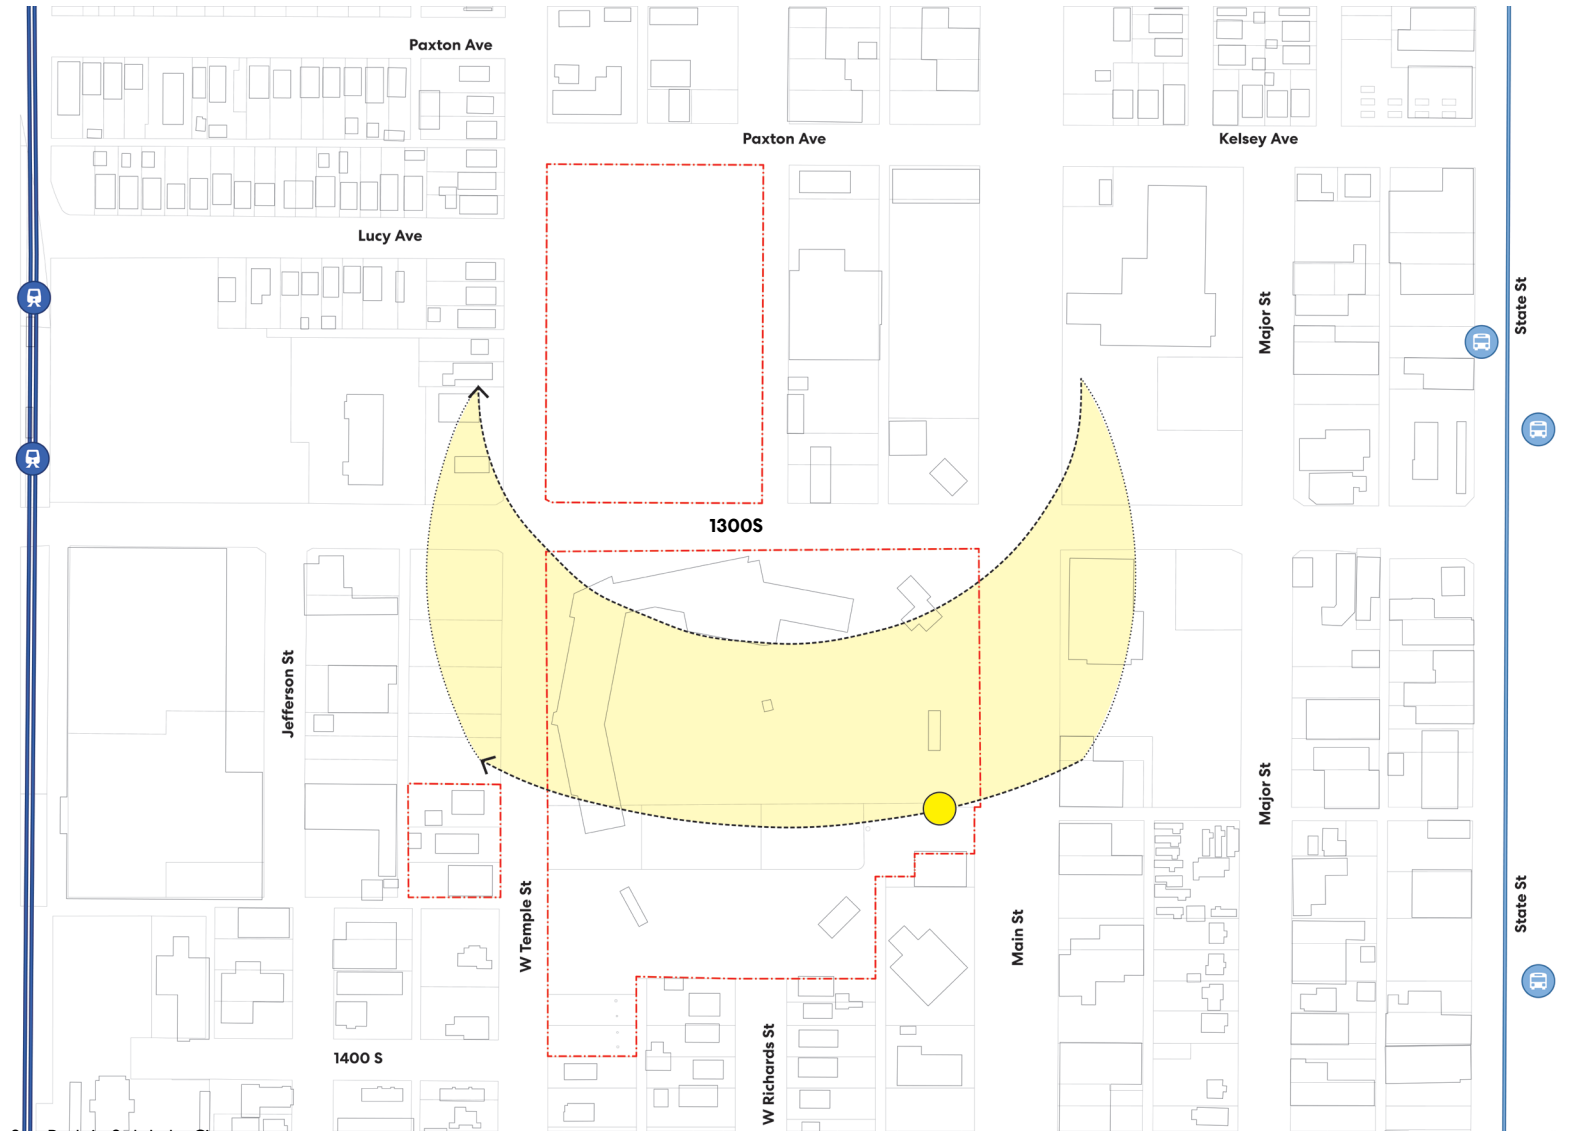 Paxton Ave
Paxton Ave
Kelsey Ave
Lucy Ave
Major St
State St
1300S
Jefferson St
Major St
W Temple St
Main St
State St
W Richards St
1400 S